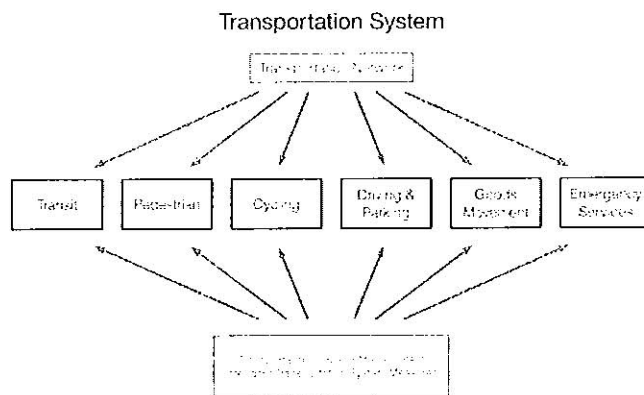 Transportation System
Transportation Network
Transit
Pedestrian
Cycling
Driving &
Parking
Goods
Movement
Emergency
Services